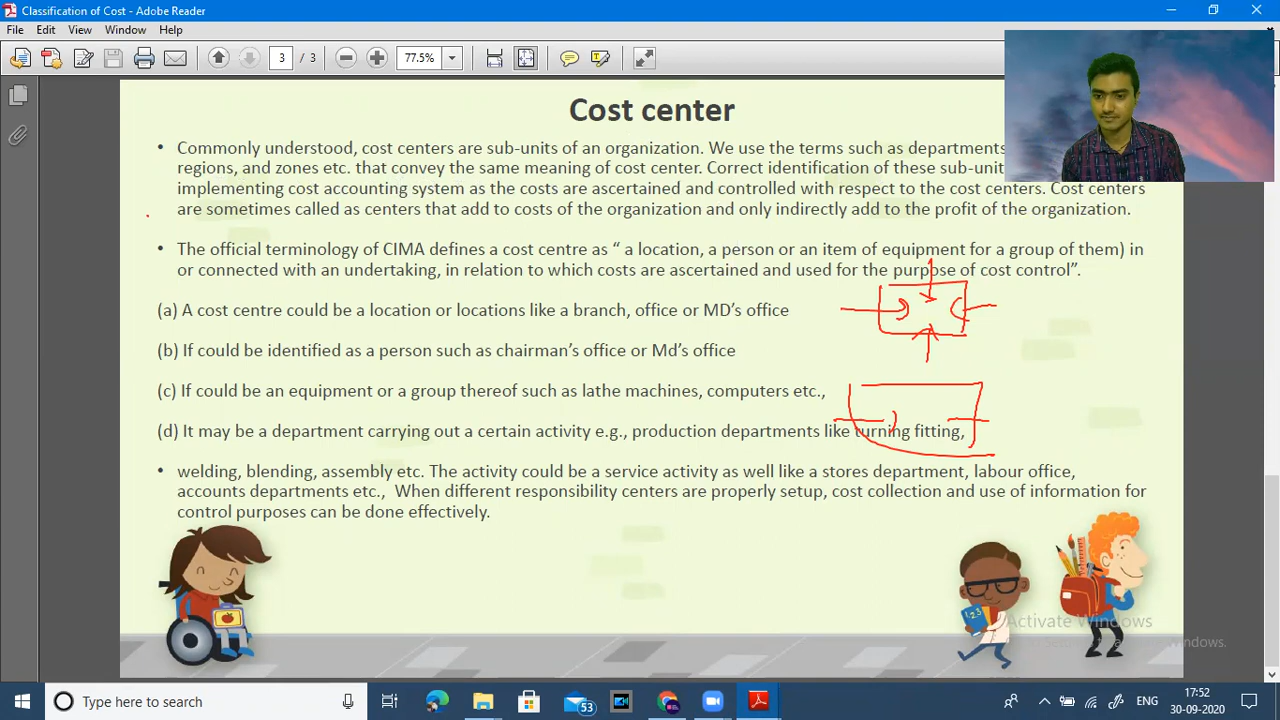 Classification of Cost - Adobe Reader
File Edit View Window Help
3 / 3 77.5%
Cost center
• Commonly understood, cost centers are sub-units of an organization. We use the terms such as departments
regions, and zones etc. that convey the same meaning of cost center. Correct identification of these sub-unit
implementing cost accounting system as the costs are ascertained and controlled with respect to the cost centers. Cost centers
are sometimes called as centers that add to costs of the organization and only indirectly add to the profit of the organization.
• The official terminology of CIMA defines a cost centre as “ a location, a person or an item of equipment for a group of them) in
or connected with an undertaking, in relation to which costs are ascertained and used for the purpose of cost control”.
(a) A cost centre could be a location or locations like a branch, office or MD’s office
(b) If could be identified as a person such as chairman’s office or Md’s office
(c) If could be an equipment or a group thereof such as lathe machines, computers etc.,
(d) It may be a department carrying out a certain activity e.g., production departments like turning fitting,
• welding, blending, assembly etc. The activity could be a service activity as well like a stores department, labour office,
accounts departments etc., When different responsibility centers are properly setup, cost collection and use of information for
control purposes can be done effectively.
1 2 3
Activate Windows
Windows.
Type here to search
53
ENG
17:52
30-09-2020